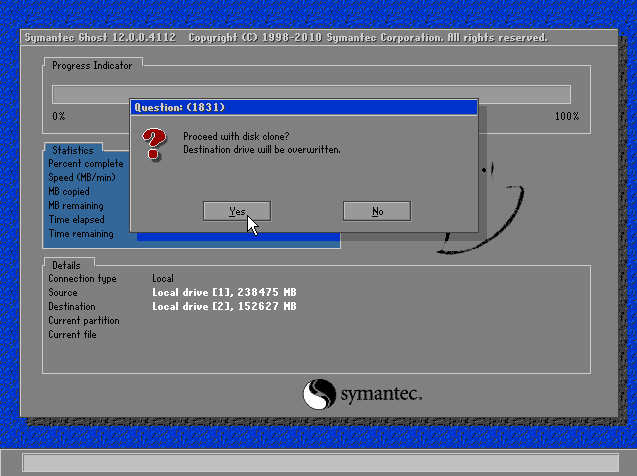 Symantec Ghost 12.0.0.4112   Copyright (C) 1998-2010 Symantec Corporation. All rights reserved.
Progress Indicator
0%
100%
Question: (1831)
Proceed with disk clone?
Destination drive will be overwritten.
Yes
No
Statistics
Percent complete
Speed (MB/min)
MB copied
MB remaining
Time elapsed
Time remaining
Details
Connection type Local
Source Local drive [1], 238475 MB
Destination Local drive [2], 152627 MB
Current partition
Current file
symantec.